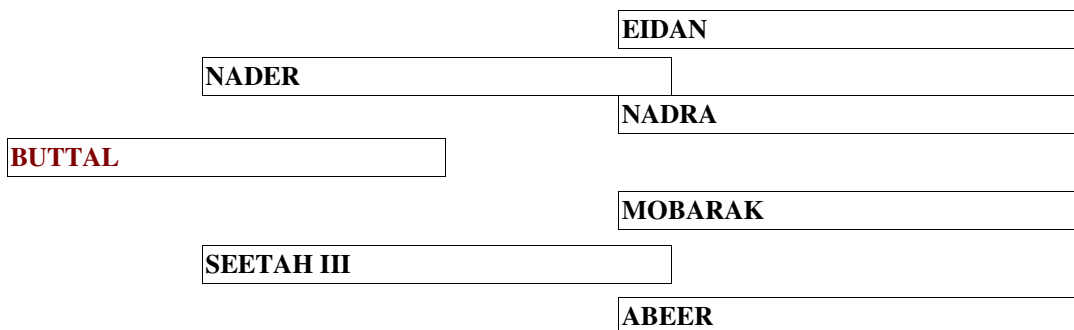 EIDAN
NADER
NADRA
BUTTAL
MOBARAK
SEETAH III
ABEER